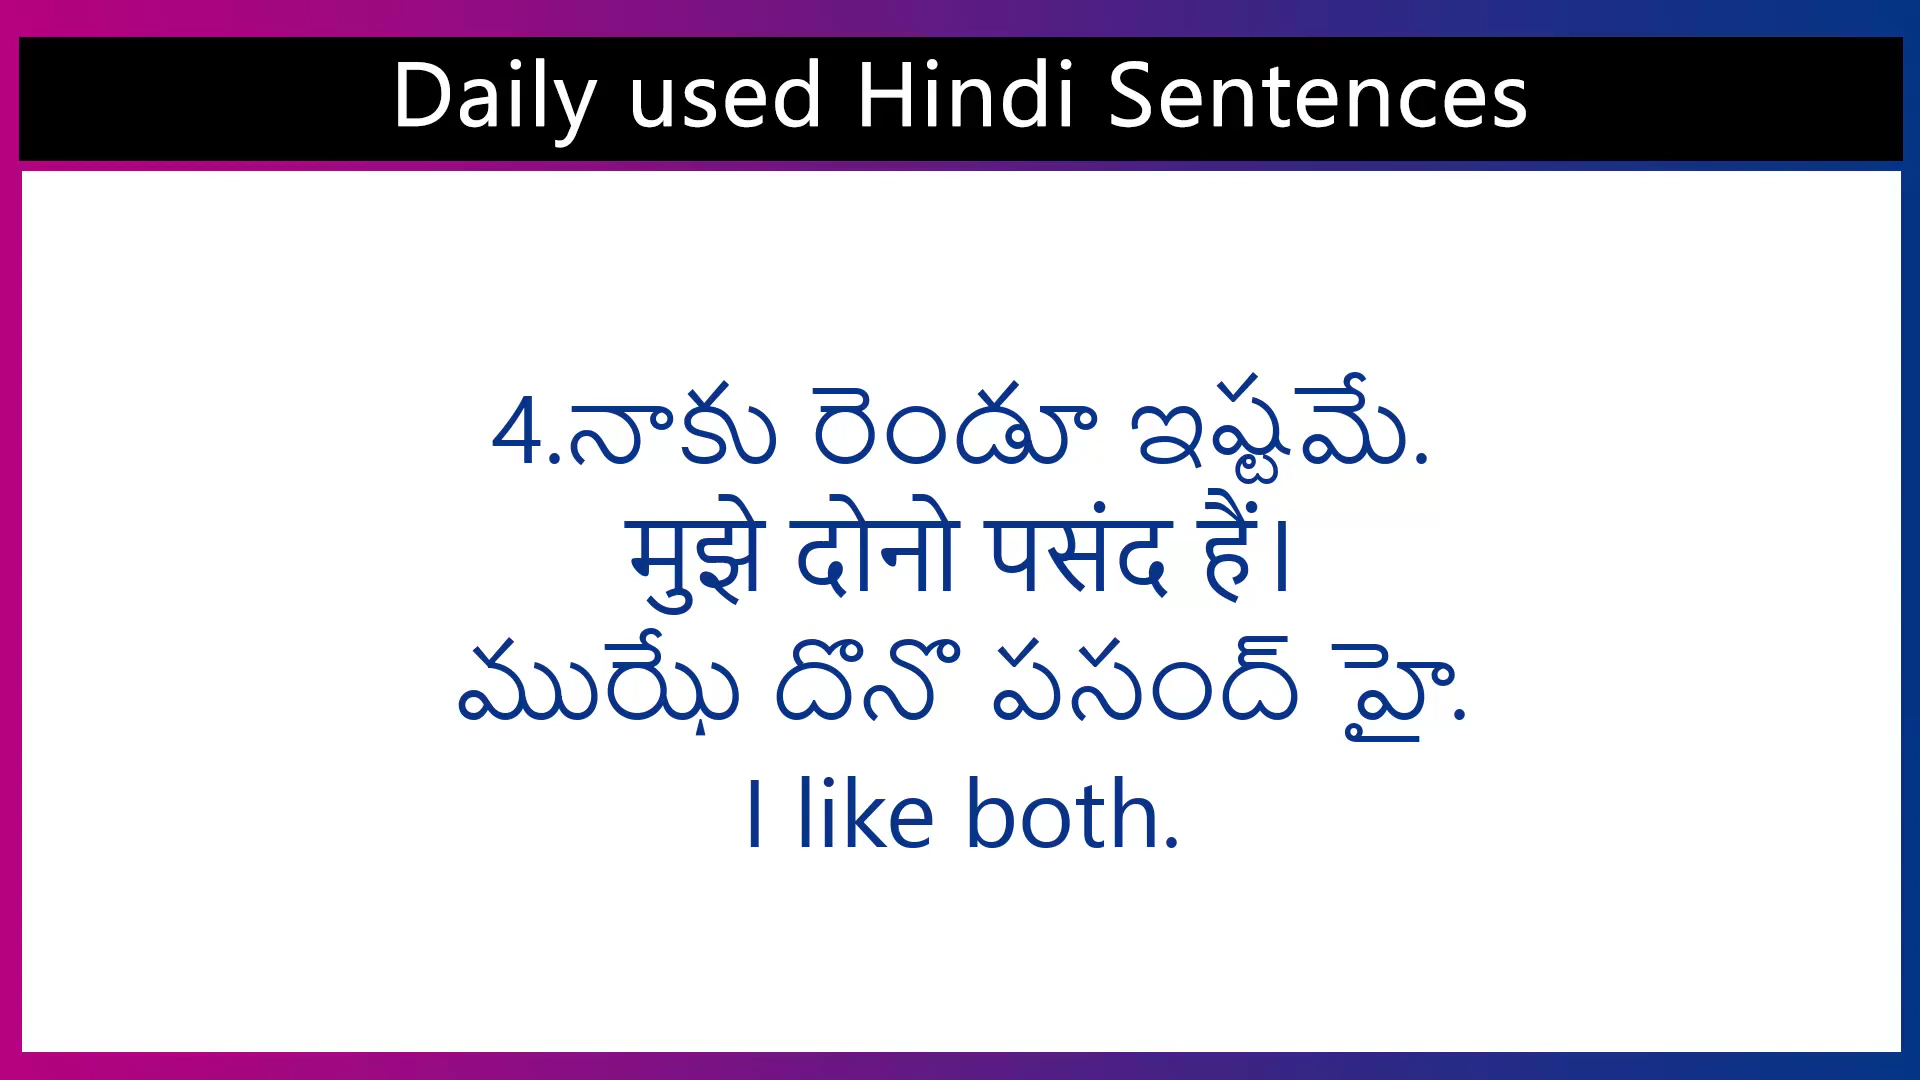 Daily used Hindi Sentences
4.నాకు రెండూ ఇష్టమే.
मुझे दोनो पसंद हैं।
ముఝే దొనొ పసంద్ హై.
I like both.